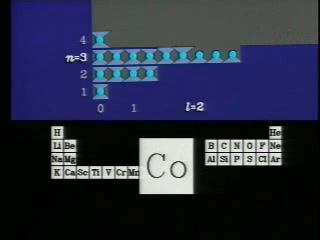 4
n=3
2
1
0 1 l=2
H He
Li Be B C N O F Ne
Na Mg Al Si P S Cl Ar
K Ca Sc Ti V Cr Mn Co